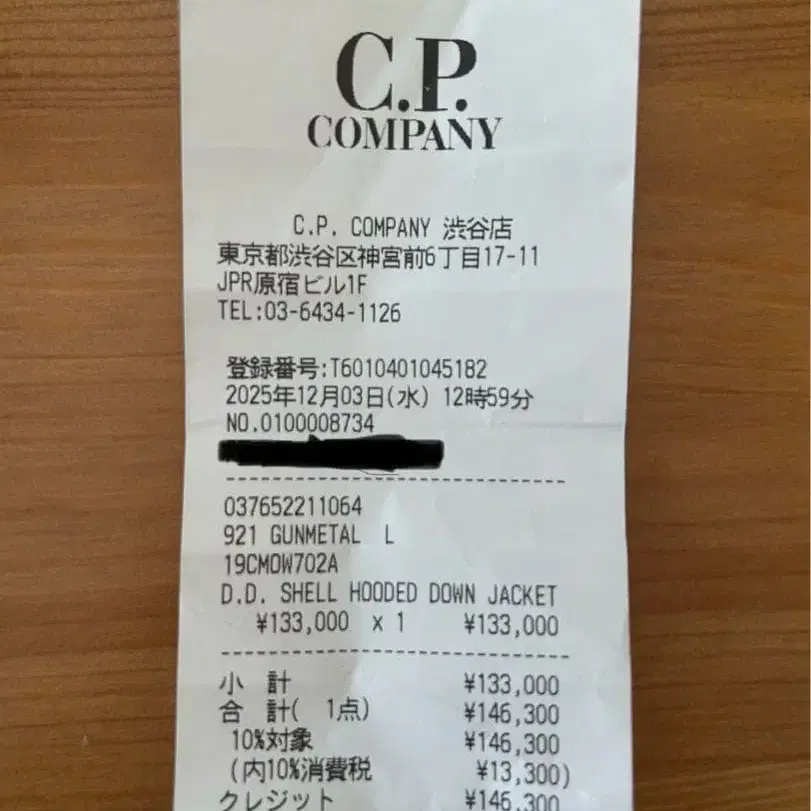 C.P.
COMPANY
C.P. COMPANY 渋谷店
東京都渋谷区神宮前6丁目17-11
JPR原宿ビル1F
TEL:03-6434-1126
登録番号:T6010401045182
2025年12月03日(水) 12時59分
NO.0100008734
037652211064
921 GUNMETAL L
19CMOW702A
D.D. SHELL HOODED DOWN JACKET
¥133,000 x 1 ¥133,000
小 計 ¥133,000
合 計( 1点) ¥146,300
10%対象 ¥146,300
(内10%消費税 ¥13,300)
クレジット ¥146,300